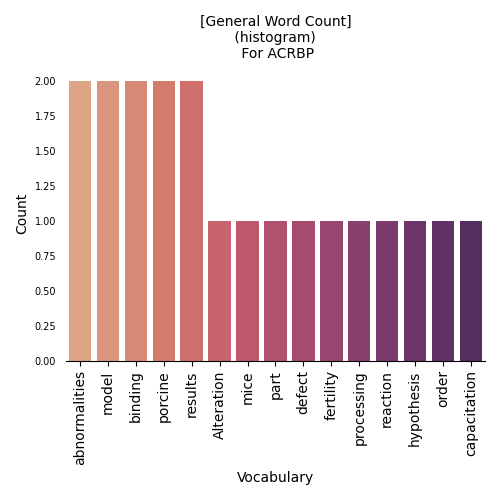 [General Word Count]
(histogram)
For ACRBP
Count
2.00
1.75
1.50
1.25
1.00
0.75
0.50
0.25
0.00
abnormalities
model
binding
porcine
results
Alteration
mice
part
defect
fertility
processing
reaction
hypothesis
order
capacitation
Vocabulary